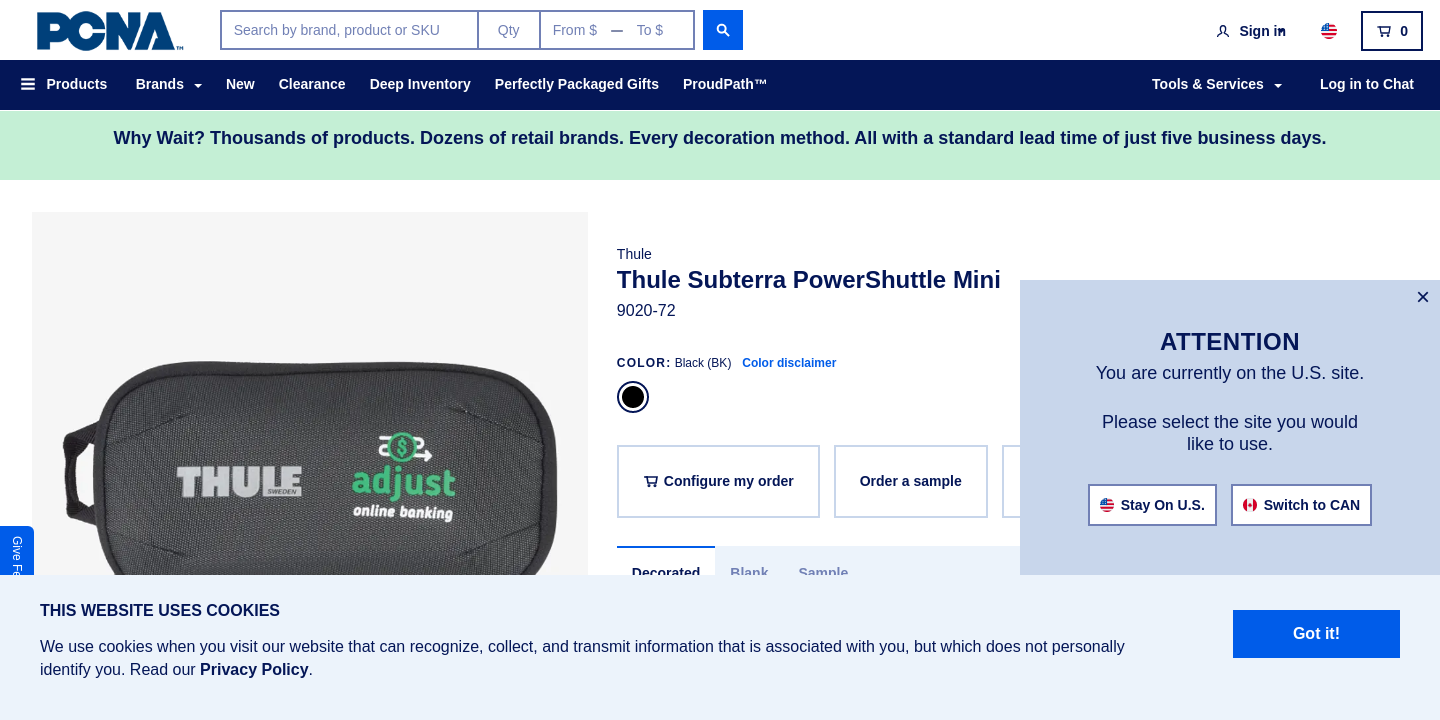 PCNA™
Search by brand, product or SKU
Qty
From $ — To $
Sign in
0
Products
Brands
New
Clearance
Deep Inventory
Perfectly Packaged Gifts
ProudPath™
Tools & Services
Log in to Chat
Why Wait? Thousands of products. Dozens of retail brands. Every decoration method. All with a standard lead time of just five business days.
THULE
SWEDEN
adjust
online banking
Give Fe
Thule
Thule Subterra PowerShuttle Mini
9020-72
COLOR: Black (BK) Color disclaimer
Configure my order
Order a sample
Decorated
Blank
Sample
ATTENTION
You are currently on the U.S. site.
Please select the site you would
like to use.
Stay On U.S.
Switch to CAN
THIS WEBSITE USES COOKIES
We use cookies when you visit our website that can recognize, collect, and transmit information that is associated with you, but which does not personally
identify you. Read our Privacy Policy.
Got it!